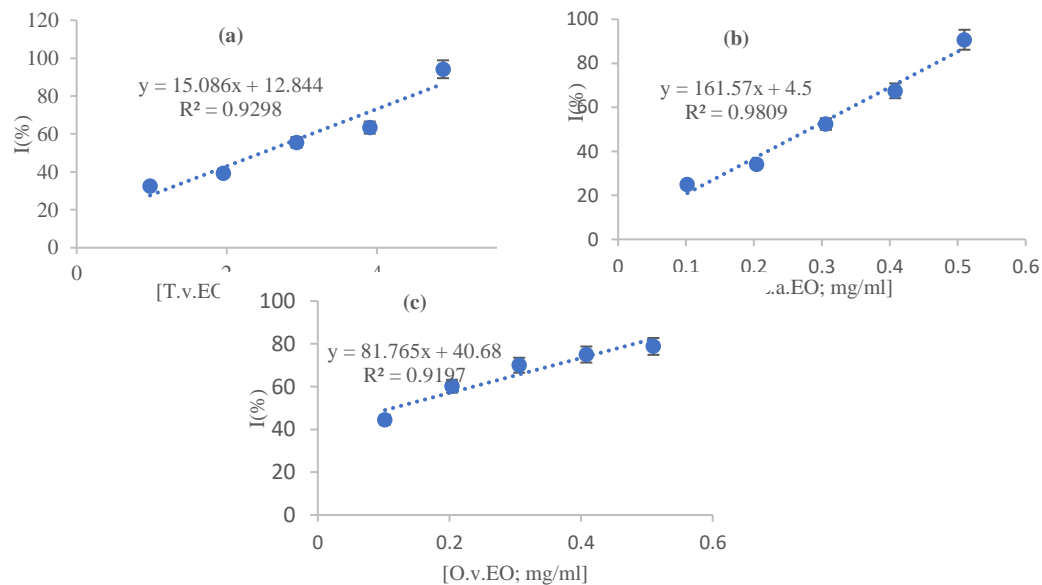 (a)
120
100
80
60
40
20
0
I(%)
y = 15.086x + 12.844
R² = 0.9298
0
4
[T.v.EO
(b)
100
80
60
40
20
0
I(%)
y = 161.57x + 4.5
R² = 0.9809
0
0.1
0.2
0.3
0.4
0.5
0.6
.a.EO; mg/ml]
(c)
100
80
60
40
20
0
I(%)
y = 81.765x + 40.68
R² = 0.9197
0
0.2
0.4
0.6
[O.v.EO; mg/ml]